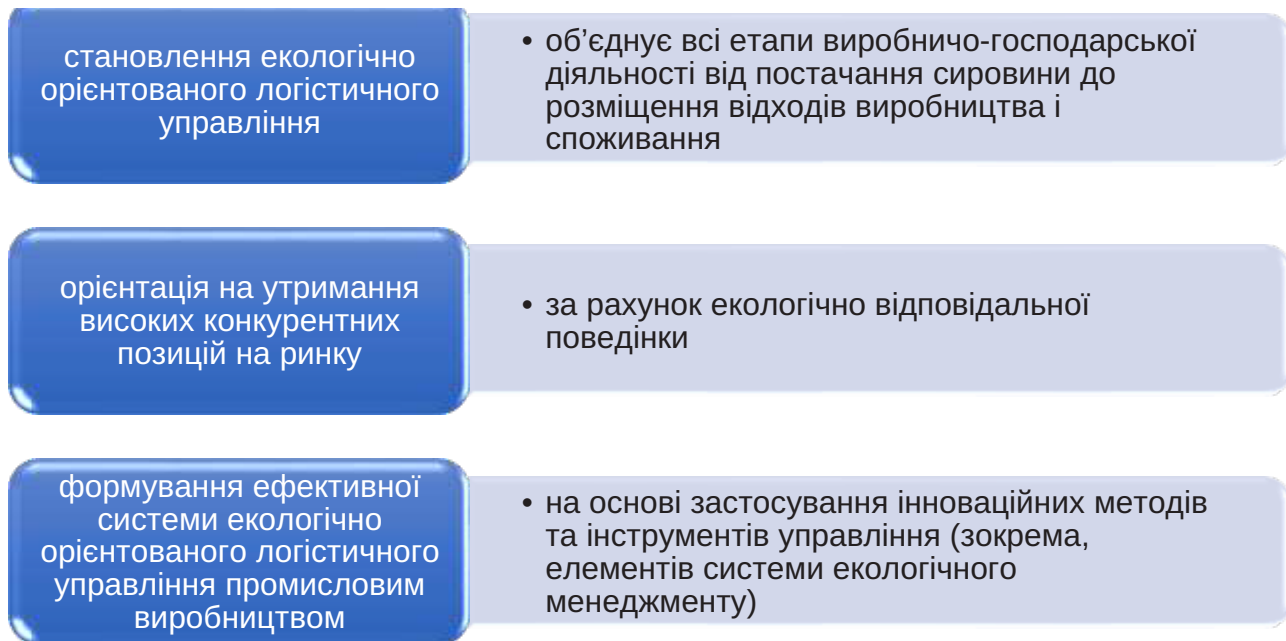 становлення екологічно
орієнтованого логістичного
управління
• об’єднує всі етапи виробничо-господарської
діяльності від постачання сировини до
розміщення відходів виробництва і
споживання
орієнтація на утримання
високих конкурентних
позицій на ринку
• за рахунок екологічно відповідальної
поведінки
формування ефективної
системи екологічно
орієнтованого логістичного
управління промисловим
виробництвом
• на основі застосування інноваційних методів
та інструментів управління (зокрема,
елементів системи екологічного
менеджменту)